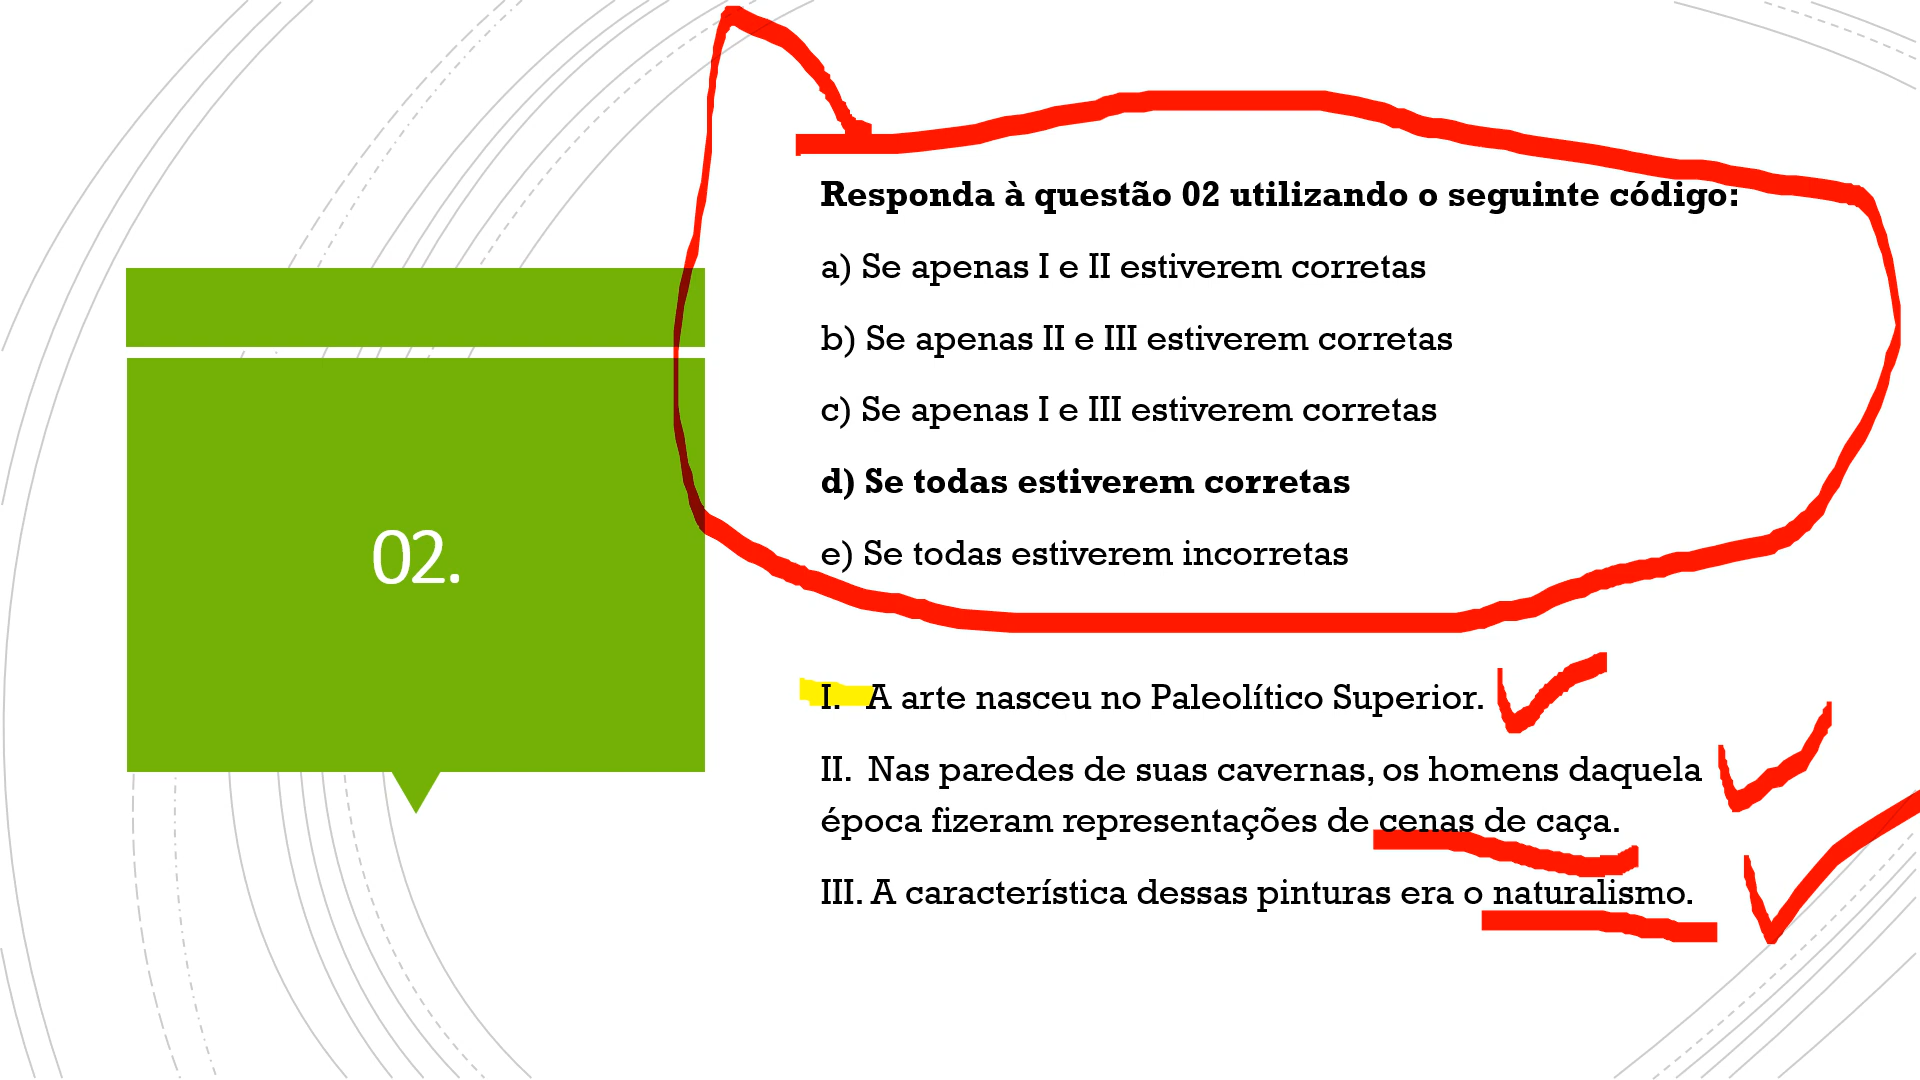 02.
Responda à questão 02 utilizando o seguinte código:
a) Se apenas I e II estiverem corretas
b) Se apenas II e III estiverem corretas
c) Se apenas I e III estiverem corretas
d) Se todas estiverem corretas
e) Se todas estiverem incorretas
I. A arte nasceu no Paleolítico Superior.
II. Nas paredes de suas cavernas, os homens daquela
época fizeram representações de cenas de caça.
III. A característica dessas pinturas era o naturalismo.